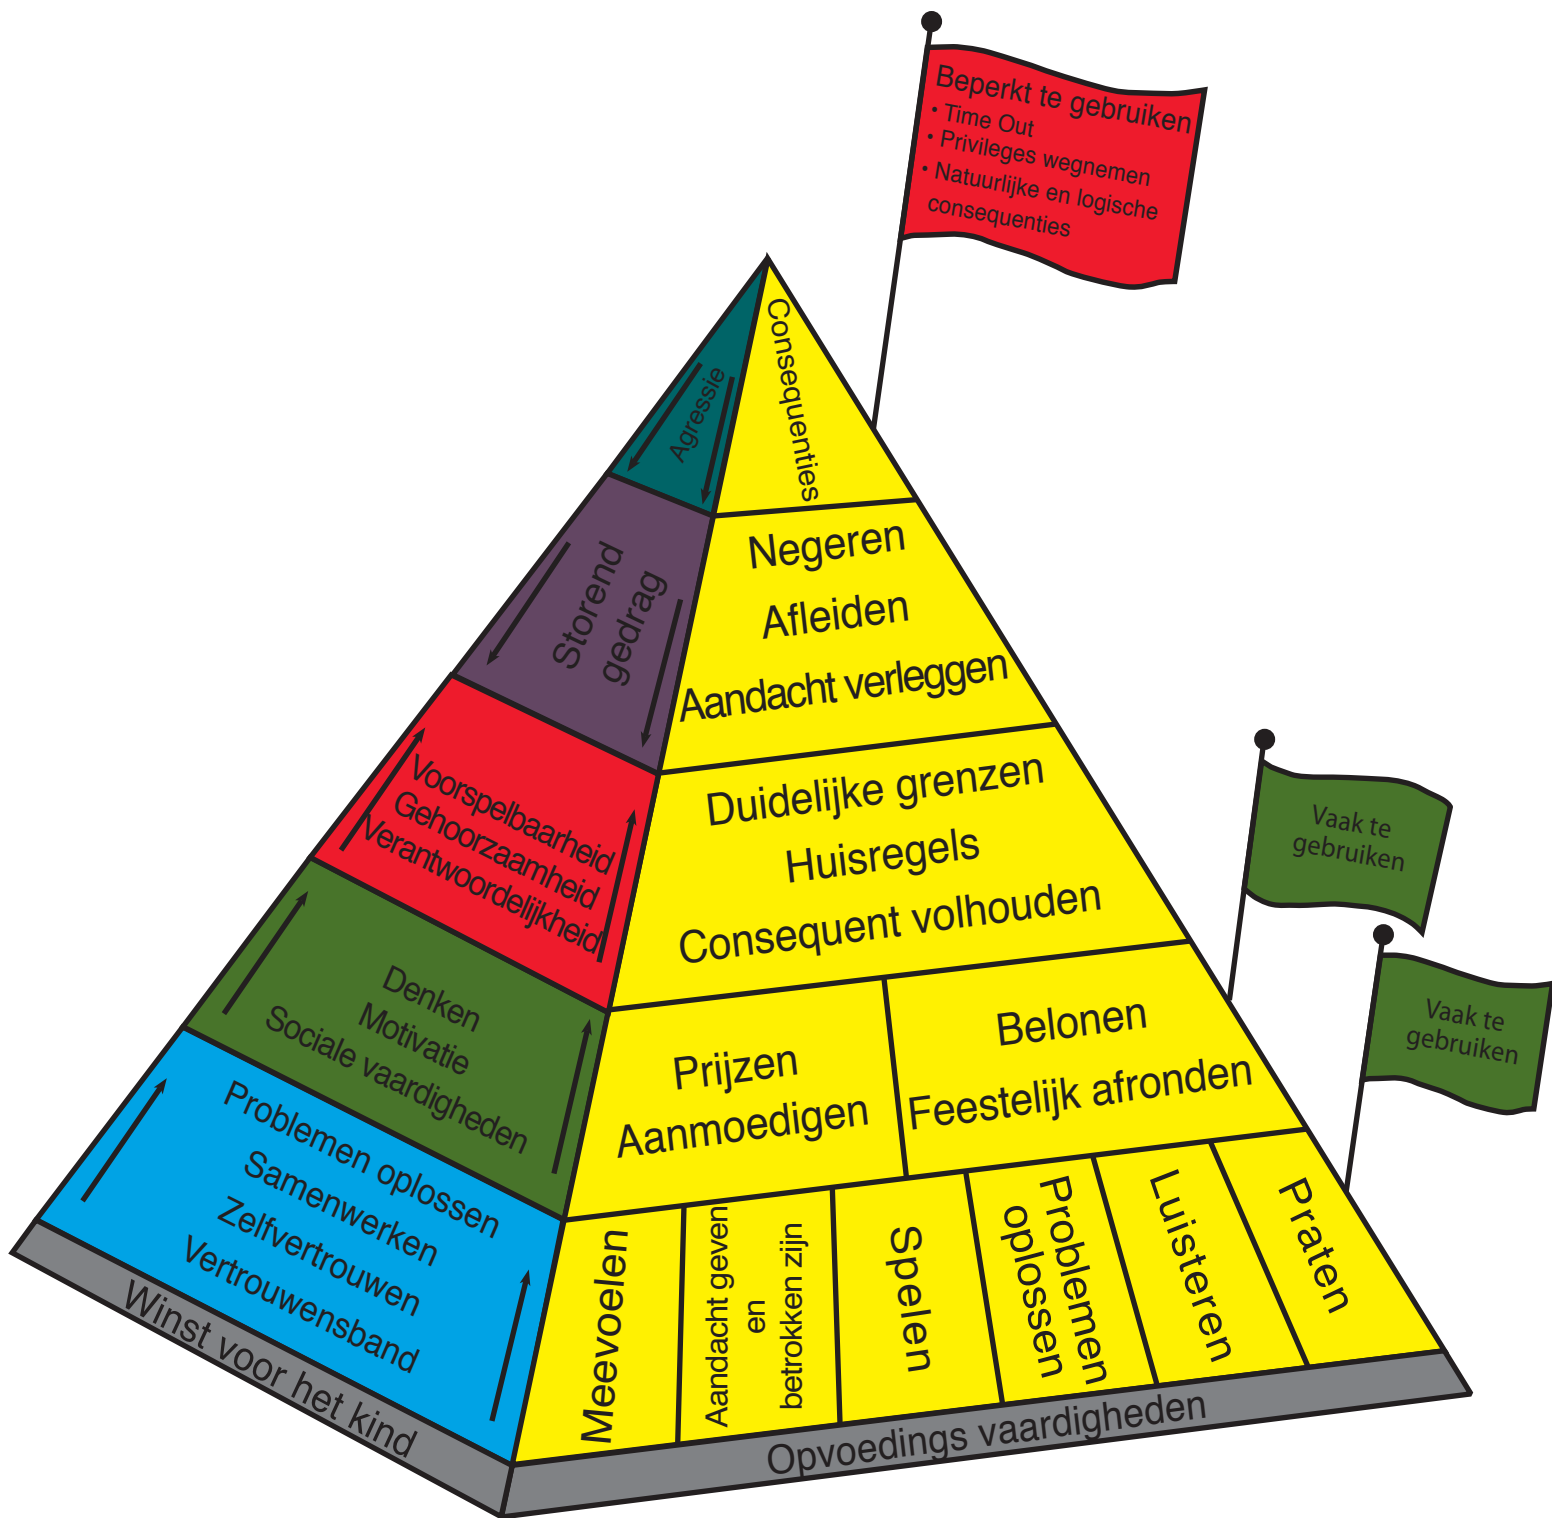 Beperkt te gebruiken
• Time Out
• Privileges wegnemen
• Natuurlijke en logische
consequenties
Agressie
Consequenties
Storend
gedrag
Negeren
Afleiden
Aandacht verleggen
Voorspelbaarheid
Gehoorzaamheid
Verantwoordelijkheid
Duidelijke grenzen
Huisregels
Consequent volhouden
Vaak te
gebruiken
Denken
Motivatie
Sociale vaardigheden
Prijzen
Aanmoedigen
Belonen
Feestelijk afronden
Vaak te
gebruiken
Problemen oplossen
Samenwerken
Zelfvertrouwen
Vertrouwensband
Meevoelen
Aandacht geven
en
betrokken zijn
Spelen
Problemen
oplossen
Luisteren
Praten
Winst voor het kind
Opvoedings vaardigheden